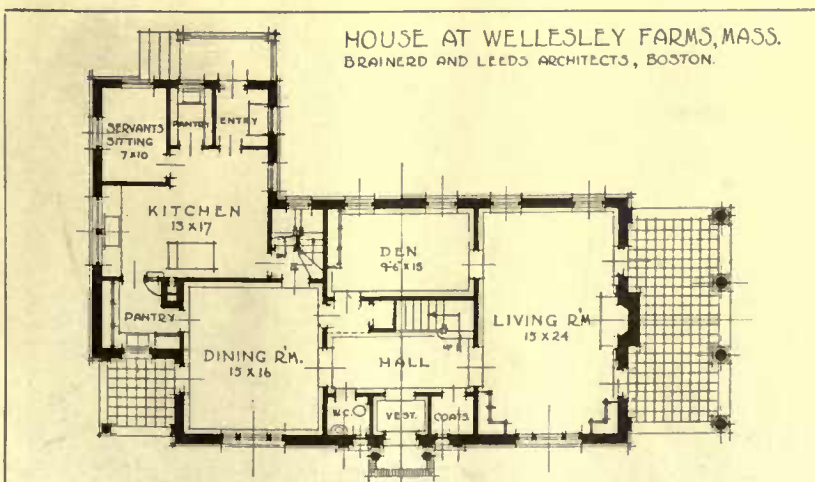 HOUSE AT WELLESLEY FARMS, MASS.
BRAINERD AND LEEDS ARCHITECTS, BOSTON.
SERVANTS
SITTING
7X10
PANTRY
ENTRY
KITCHEN
13 X 17
DEN
9'6" X 15
PANTRY
DINING R'M.
15 X 16
HALL
UP
LIVING R'M
15 X 24
W.C.
VEST.
COATS.